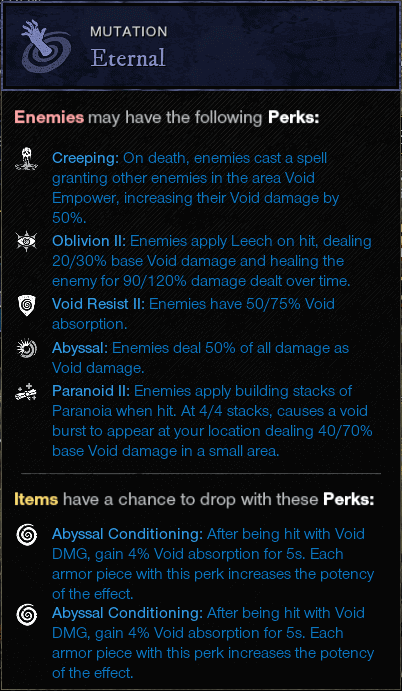 MUTATION
Eternal
Enemies may have the following Perks:
Creeping: On death, enemies cast a spell
granting other enemies in the area Void
Empower, increasing their Void damage by
50%.
Oblivion II: Enemies apply Leech on hit, dealing
20/30% base Void damage and healing the
enemy for 90/120% damage dealt over time.
Void Resist II: Enemies have 50/75% Void
absorption.
Abyssal: Enemies deal 50% of all damage as
Void damage.
Paranoid II: Enemies apply building stacks of
Paranoia when hit. At 4/4 stacks, causes a void
burst to appear at your location dealing 40/70%
base Void damage in a small area.
Items have a chance to drop with these Perks:
Abyssal Conditioning: After being hit with Void
DMG, gain 4% Void absorption for 5s. Each
armor piece with this perk increases the potency
of the effect.
Abyssal Conditioning: After being hit with Void
DMG, gain 4% Void absorption for 5s. Each
armor piece with this perk increases the potency
of the effect.